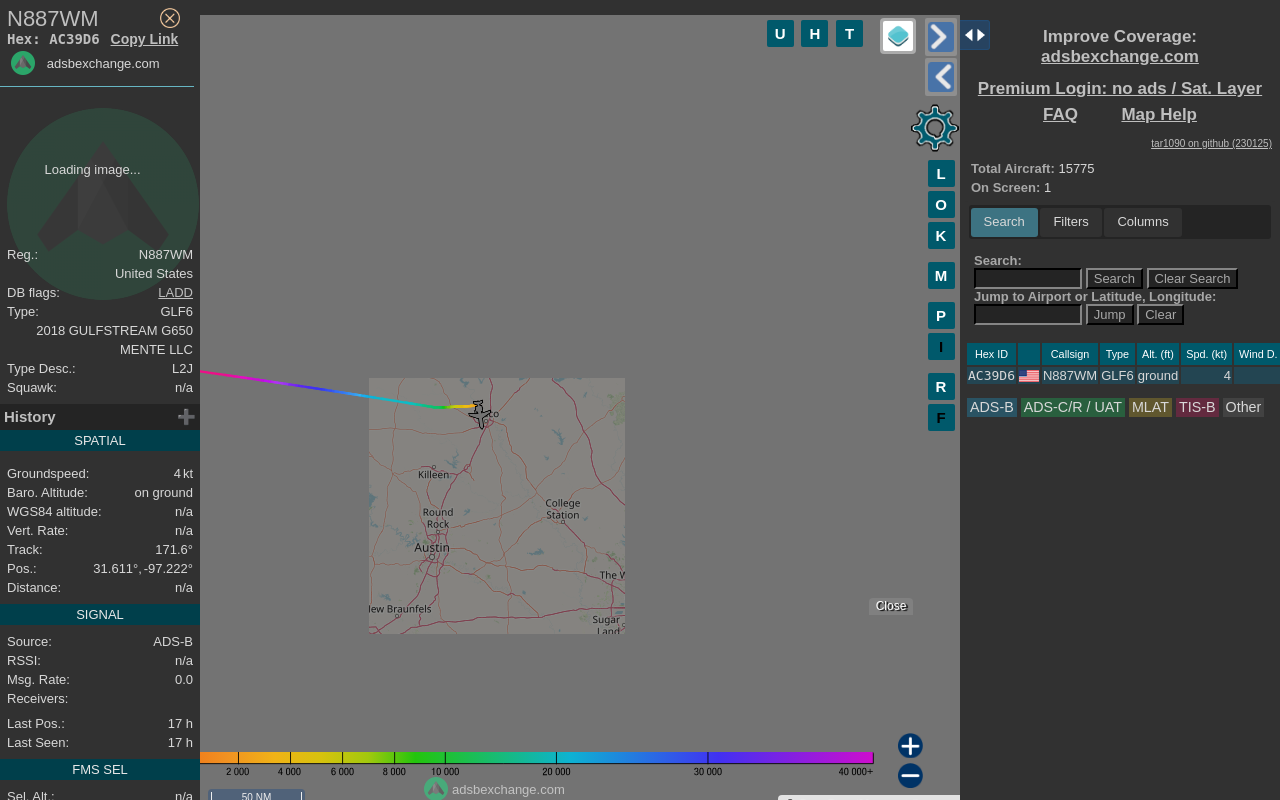 N887WM
Hex: AC39D6 Copy Link
adsbexchange.com
Loading image...
Reg.: N887WM
United States
DB flags: LADD
Type: GLF6
2018 GULFSTREAM G650
MENTE LLC
Type Desc.: L2J
Squawk: n/a
History
SPATIAL
Groundspeed: 4 kt
Baro. Altitude: on ground
WGS84 altitude: n/a
Vert. Rate: n/a
Track: 171.6°
Pos.: 31.611°, -97.222°
Distance: n/a
SIGNAL
Source: ADS-B
RSSI: n/a
Msg. Rate: 0.0
Receivers:
Last Pos.: 17 h
Last Seen: 17 h
FMS SEL
Sel. Alt.: n/a
U H T
L
O
K
M
P
I
R
F
co
Killeen
College
Station
Round
Rock
Austin
The W
lew Braunfels
Sugar
Land
Close
2 000 4 000 6 000 8 000 10 000 20 000 30 000 40 000+
adsbexchange.com
50 NM
Improve Coverage:
adsbexchange.com
Premium Login: no ads / Sat. Layer
FAQ Map Help
tar1090 on github (230125)
Total Aircraft: 15775
On Screen: 1
Search Filters Columns
Search:
Search Clear Search
Jump to Airport or Latitude, Longitude:
Jump Clear
Hex ID Callsign Type Alt. (ft) Spd. (kt) Wind D.
AC39D6 N887WM GLF6 ground 4
ADS-B ADS-C/R / UAT MLAT TIS-B Other